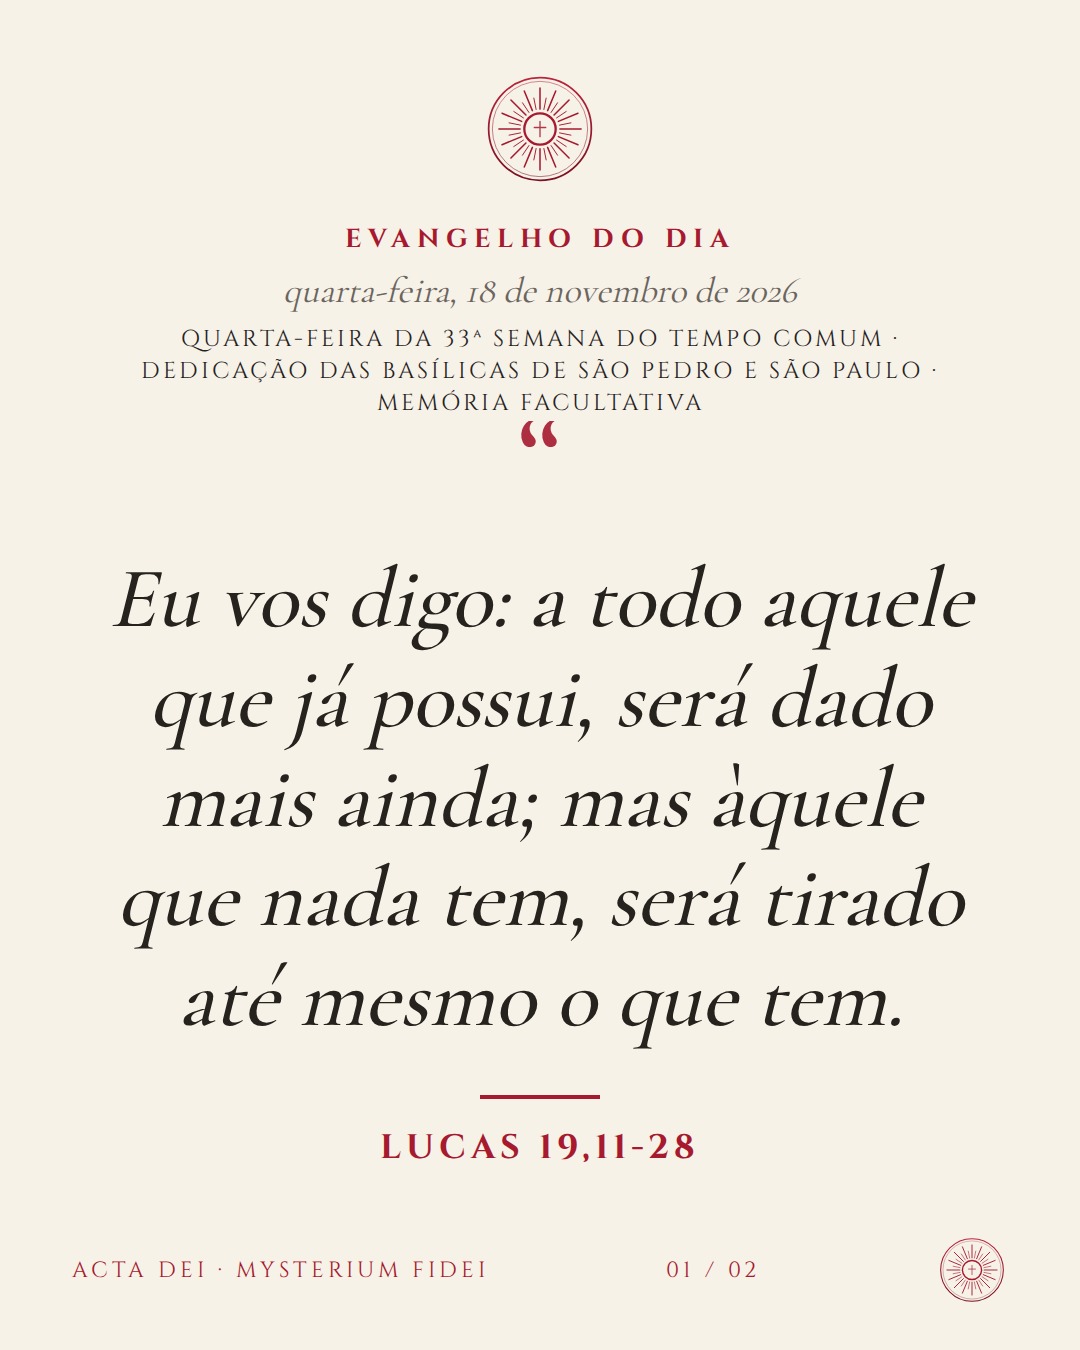 EVANGELHO DO DIA
quarta-feira, 18 de novembro de 2026
QUARTA-FEIRA DA 33ª SEMANA DO TEMPO COMUM ·
DEDICAÇÃO DAS BASÍLICAS DE SÃO PEDRO E SÃO PAULO ·
MEMÓRIA FACULTATIVA
“
Eu vos digo: a todo aquele
que já possui, será dado
mais ainda; mas àquele
que nada tem, será tirado
até mesmo o que tem.
LUCAS 19,11-28
ACTA DEI · MYSTERIUM FIDEI
01 / 02